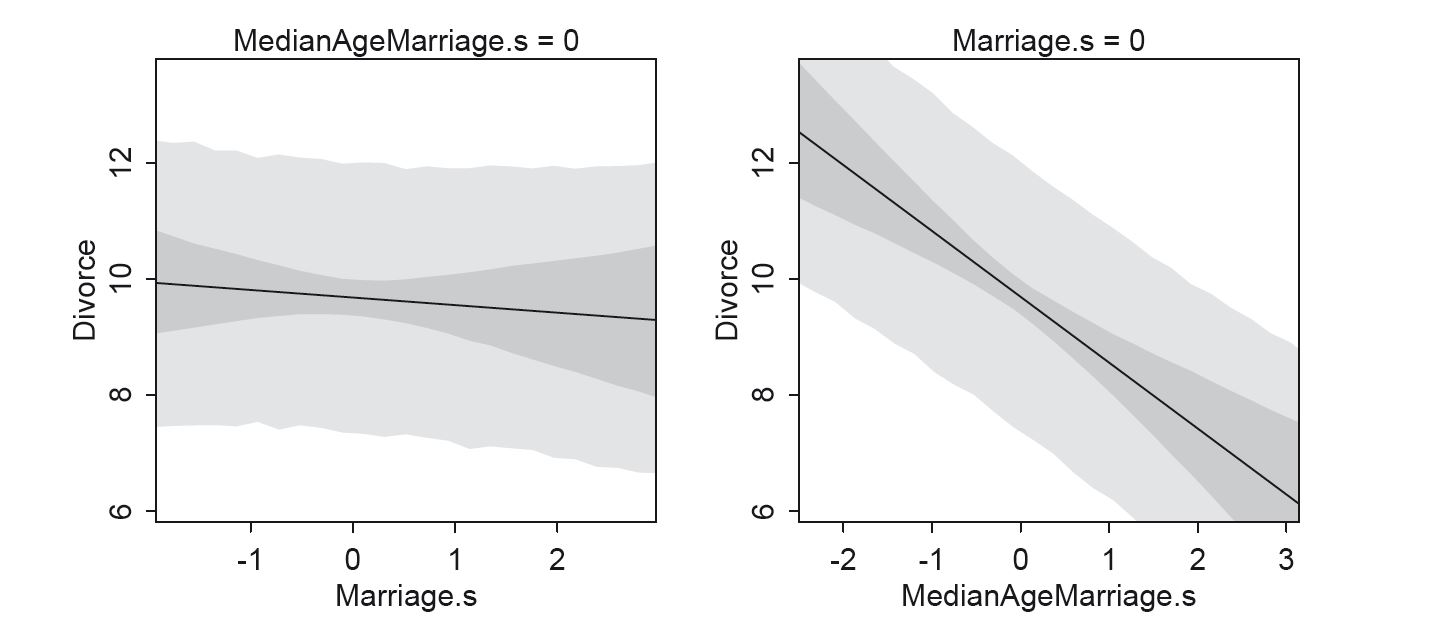 MedianAgeMarriage.s = 0
Divorce
12
10
8
6
-1 0 1 2
Marriage.s
Marriage.s = 0
Divorce
12
10
8
6
-2 -1 0 1 2 3
MedianAgeMarriage.s